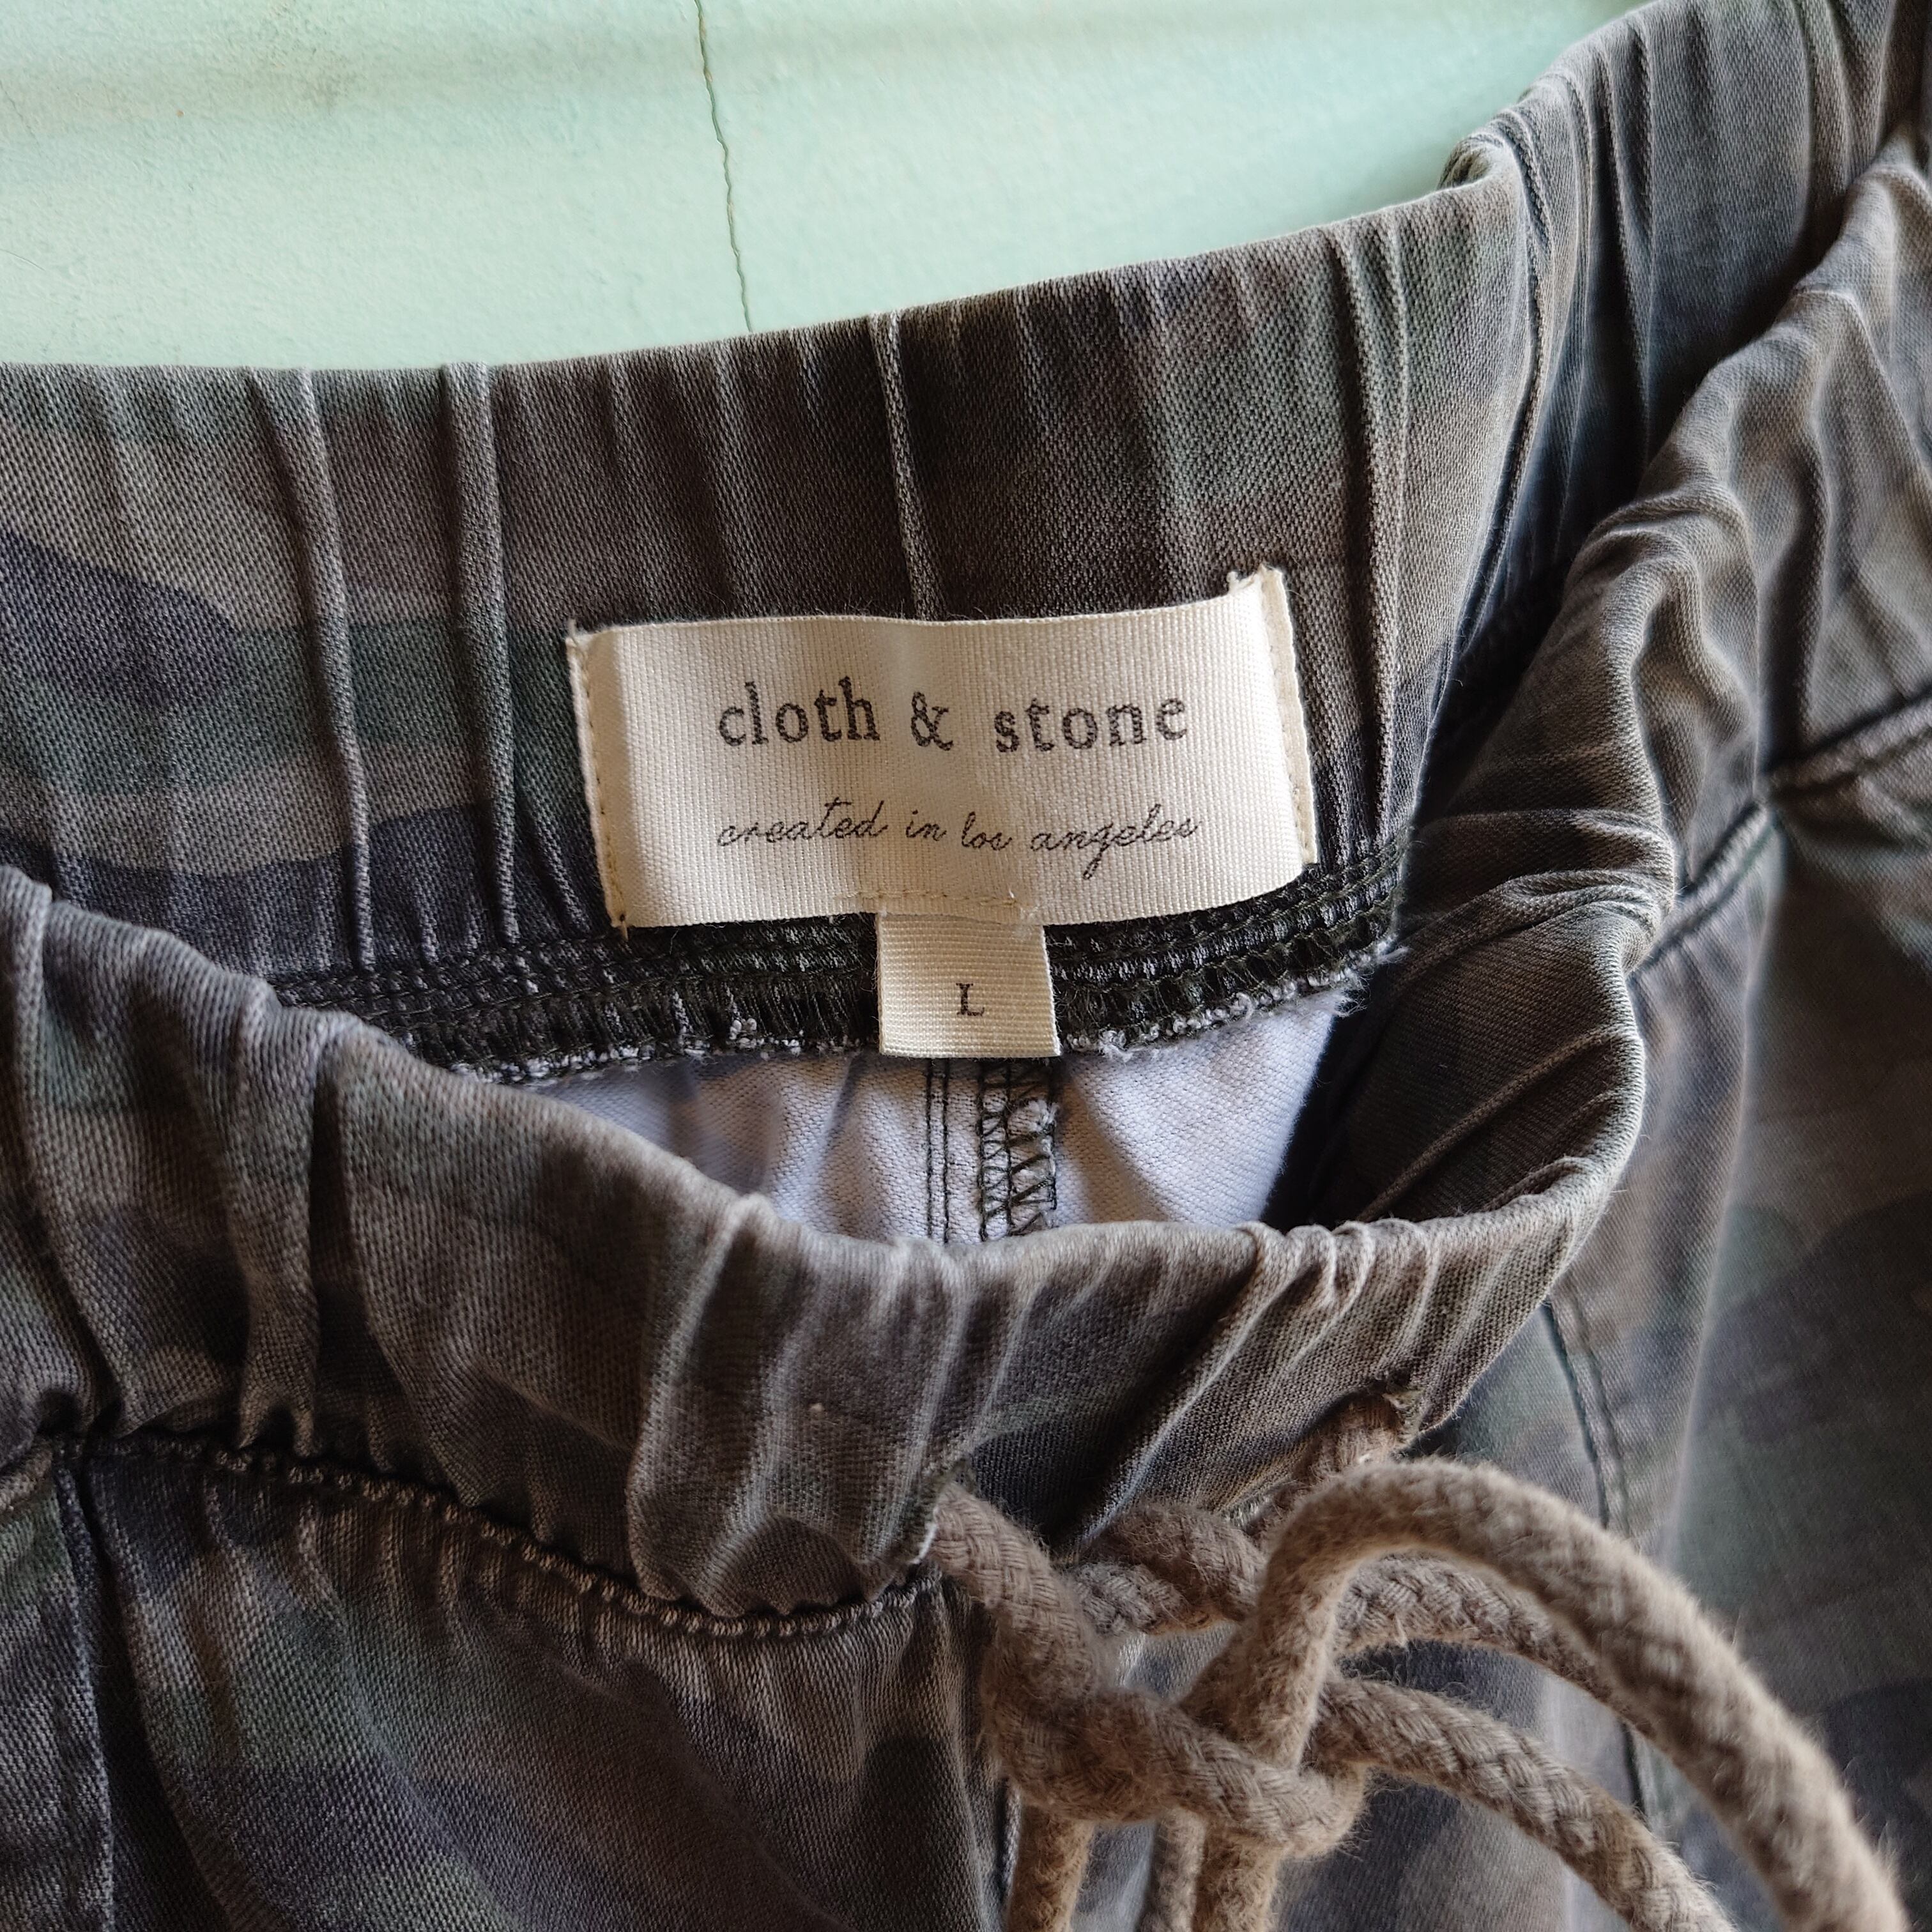 cloth & stone
created in los angeles
L